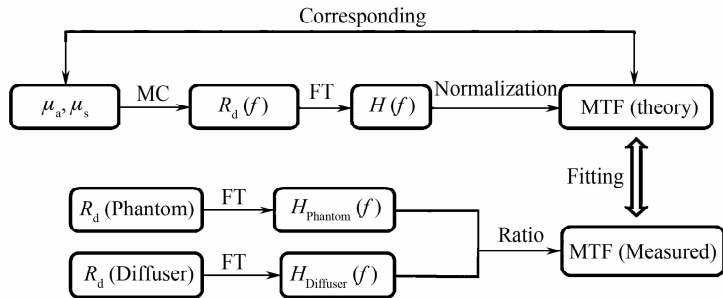 Corresponding
μa, μs MC Rd (f) FT H (f) Normalization MTF (theory)
Fitting
Rd (Phantom) FT HPhantom (f)
Ratio MTF (Measured)
Rd (Diffuser) FT HDiffuser (f)